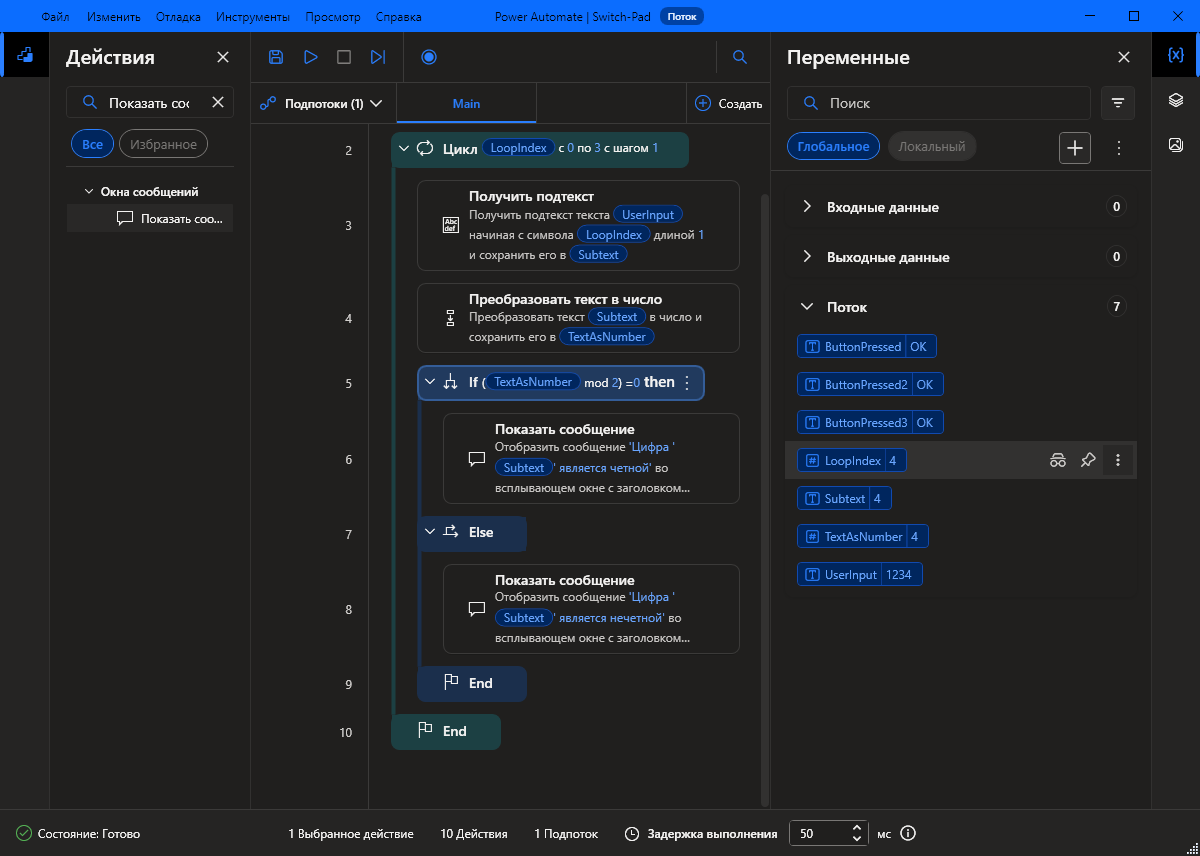 Файл Изменить Отладка Инструменты Просмотр Справка Power Automate | Switch-Pad Поток
Действия
Показать сос
Все Избранное
Окна сообщений
Показать соо...
Подпотоки (1) Main Создать
2 Цикл LoopIndex с 0 по 3 с шагом 1
Получить подтекст
Получить подтекст текста UserInput
3 начиная с символа LoopIndex длиной 1
и сохранить его в Subtext
Abc
def
Преобразовать текст в число
4 Преобразовать текст Subtext в число и
сохранить его в TextAsNumber
5 If ( TextAsNumber mod 2) =0 then
Показать сообщение
Отобразить сообщение 'Цифра '
6 Subtext ' является четной' во
всплывающем окне с заголовком...
7 Else
Показать сообщение
Отобразить сообщение 'Цифра '
8 Subtext ' является нечетной' во
всплывающем окне с заголовком...
9 End
10 End
Переменные
{x}
Поиск
Глобальное Локальный
Входные данные 0
Выходные данные 0
Поток 7
ButtonPressed OK
ButtonPressed2 OK
ButtonPressed3 OK
LoopIndex 4
Subtext 4
TextAsNumber 4
UserInput 1234
Состояние: Готово 1 Выбранное действие 10 Действия 1 Подпоток Задержка выполнения 50 мс